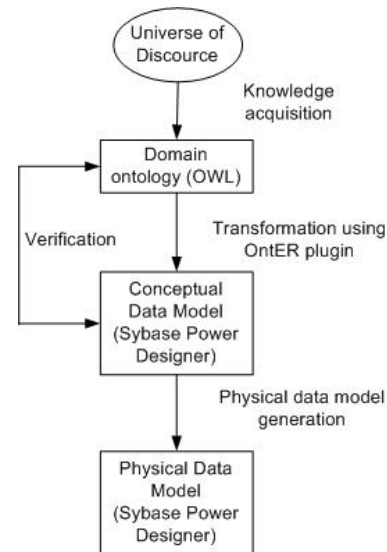 Universe of
Discource
Knowledge
acquisition
Domain
ontology (OWL)
Verification
Transformation using
OntER plugin
Conceptual
Data Model
(Sybase Power
Designer)
Physical data model
generation
Physical Data
Model
(Sybase Power
Designer)